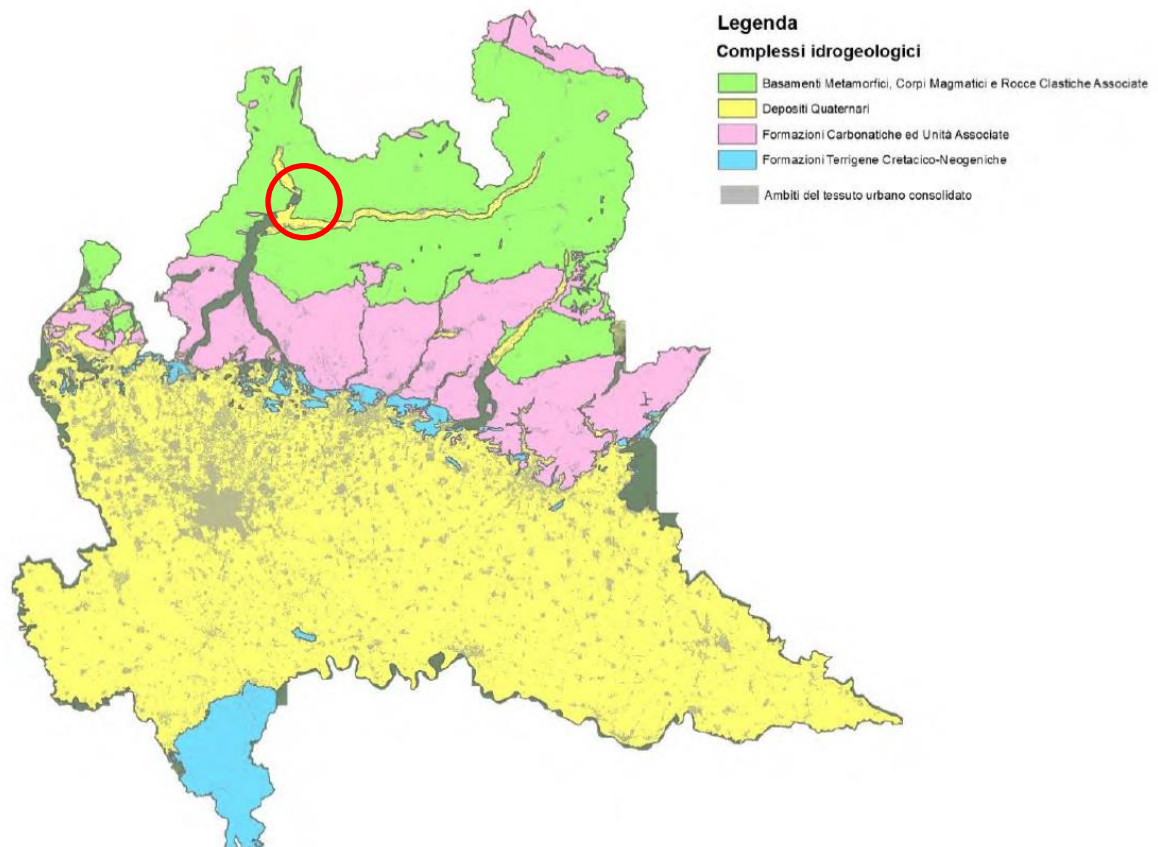 Legenda
Complessi idrogeologici
Basamenti Metamorfici, Corpi Magmatici e Rocce Clastiche Associate
Depositi Quaternari
Formazioni Carbonatiche ed Unità Associate
Formazioni Terrigene Cretacico-Neogeniche
Ambiti del tessuto urbano consolidato